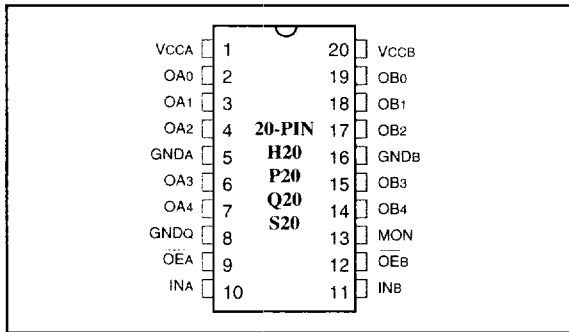 VCCA 1 20 VCCB
OA0 2 19 OB0
OA1 3 18 OB1
OA2 4 20-PIN 17 OB2
GNDA 5 H20 16 GNDB
OA3 6 P20 15 OB3
OA4 7 Q20 14 OB4
GNDQ 8 S20 13 MON
OEA 9 12 OEB
INA 10 11 INB